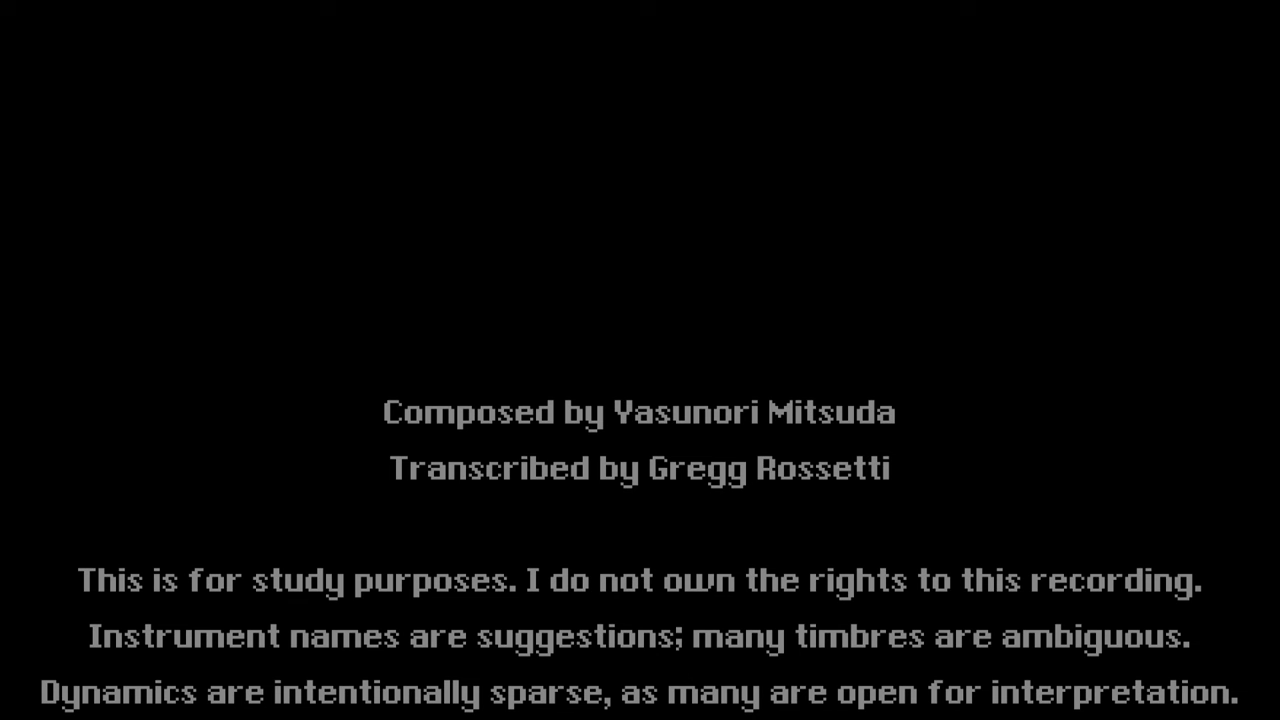 Composed by Yasunori Mitsuda
Transcribed by Gregg Rossetti
This is for study purposes. I do not own the rights to this recording.
Instrument names are suggestions; many timbres are ambiguous.
Dynamics are intentionally sparse, as many are open for interpretation.